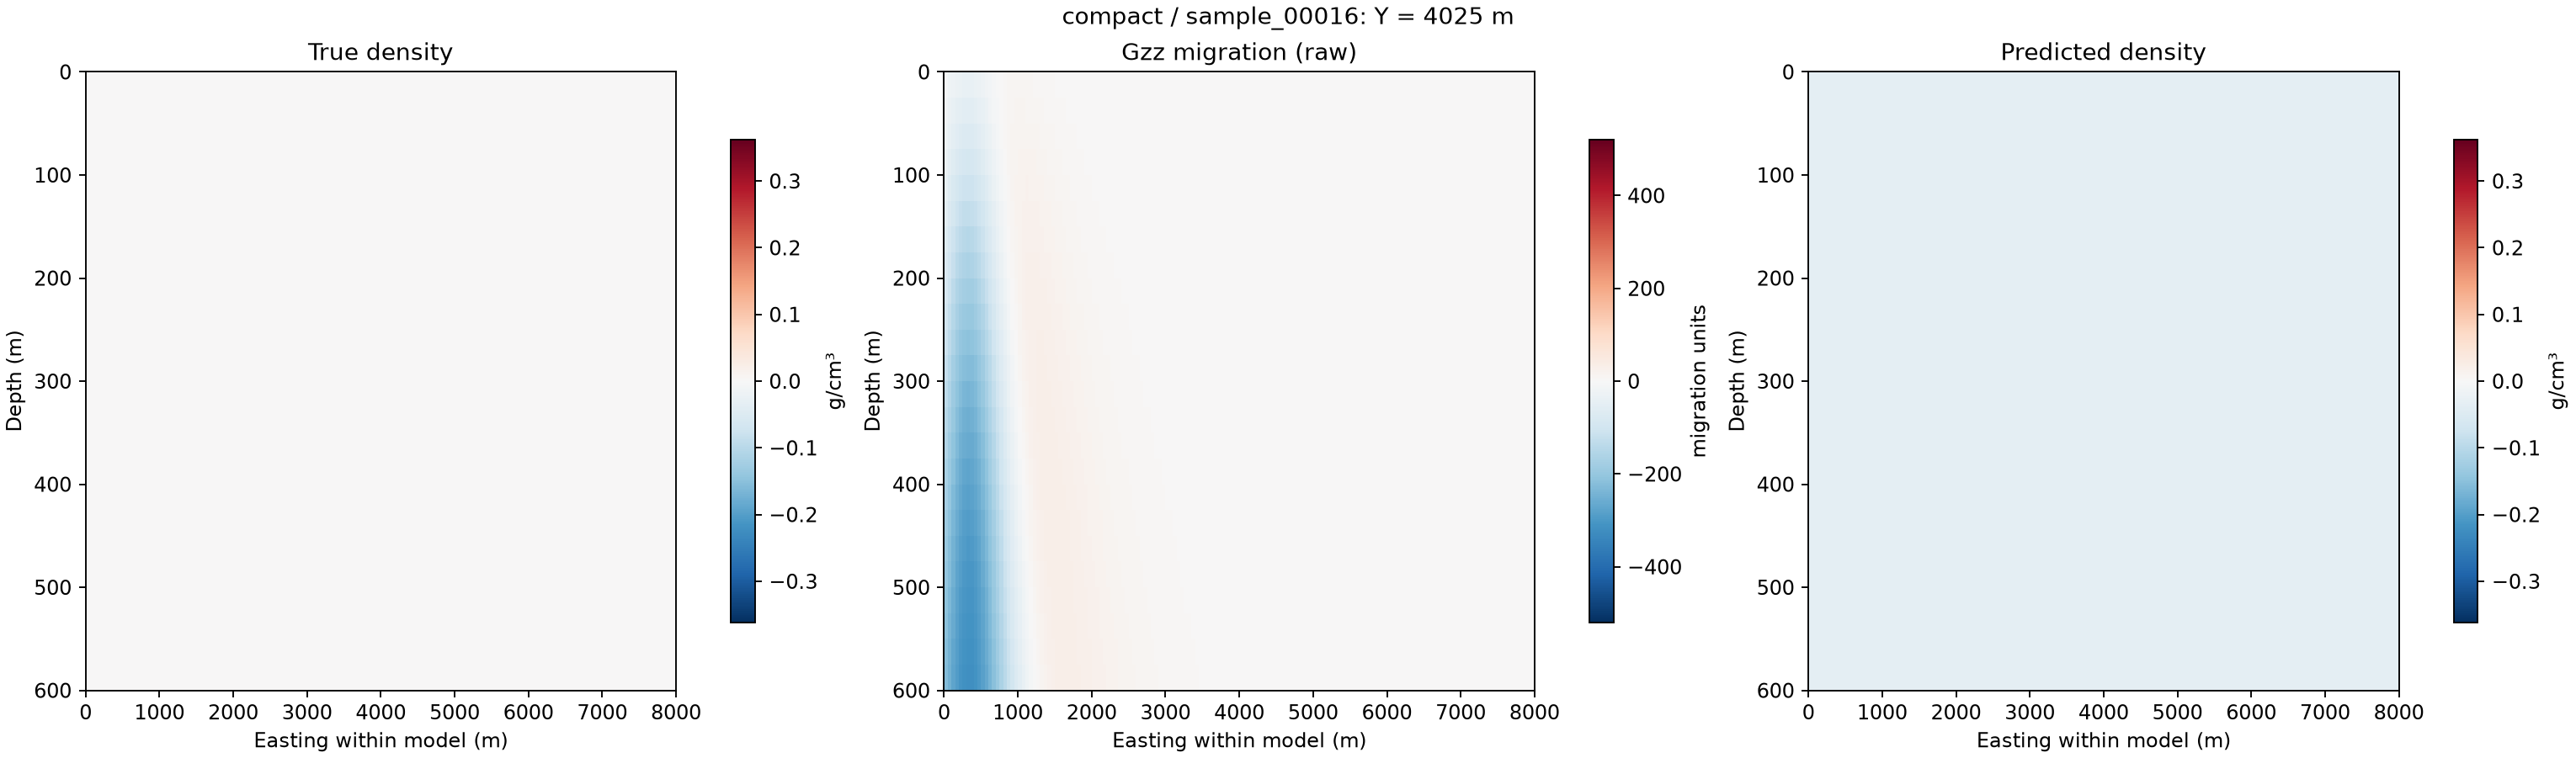 compact / sample_00016: Y = 4025 m
True density
0
100
200
300
400
500
600
Depth (m)
0 1000 2000 3000 4000 5000 6000 7000 8000
Easting within model (m)
0.3
0.2
0.1
0.0
−0.1
−0.2
−0.3
g/cm³
Gzz migration (raw)
0
100
200
300
400
500
600
Depth (m)
0 1000 2000 3000 4000 5000 6000 7000 8000
Easting within model (m)
400
200
0
−200
−400
migration units
Predicted density
0
100
200
300
400
500
600
Depth (m)
0 1000 2000 3000 4000 5000 6000 7000 8000
Easting within model (m)
0.3
0.2
0.1
0.0
−0.1
−0.2
−0.3
g/cm³